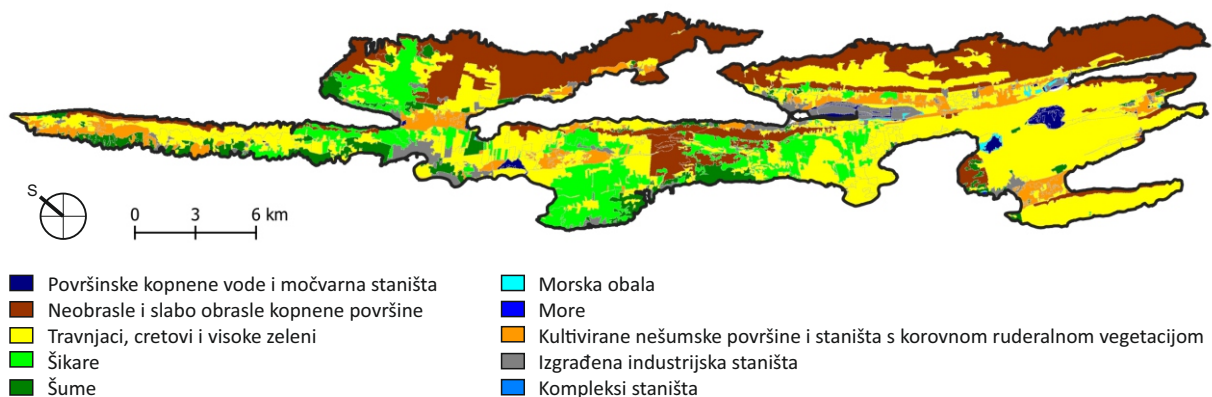 S
0 3 6 km
Površinske kopnene vode i močvarna staništa
Neobrasle i slabo obrasle kopnene površine
Travnjaci, cretovi i visoke zeleni
Šikare
Šume
Morska obala
More
Kultivirane nešumske površine i staništa s korovnom ruderalnom vegetacijom
Izgrađena industrijska staništa
Kompleksi staništa